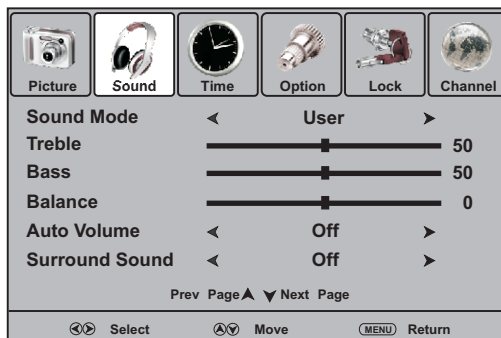 Picture Sound Time Option Lock Channel
Sound Mode User
Treble 50
Bass 50
Balance 0
Auto Volume Off
Surround Sound Off
Prev Page Next Page
Select Move MENU Return